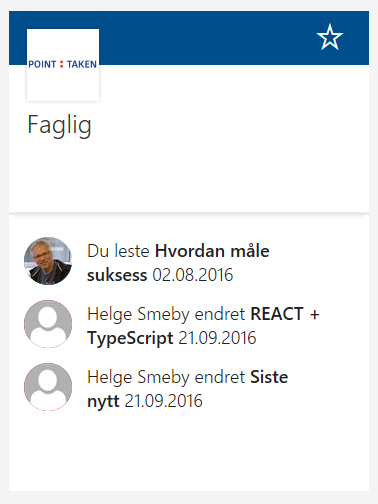 POINT : TAKEN
Faglig
Du leste Hvordan måle
suksess 02.08.2016
Helge Smeby endret REACT +
TypeScript 21.09.2016
Helge Smeby endret Siste
nytt 21.09.2016